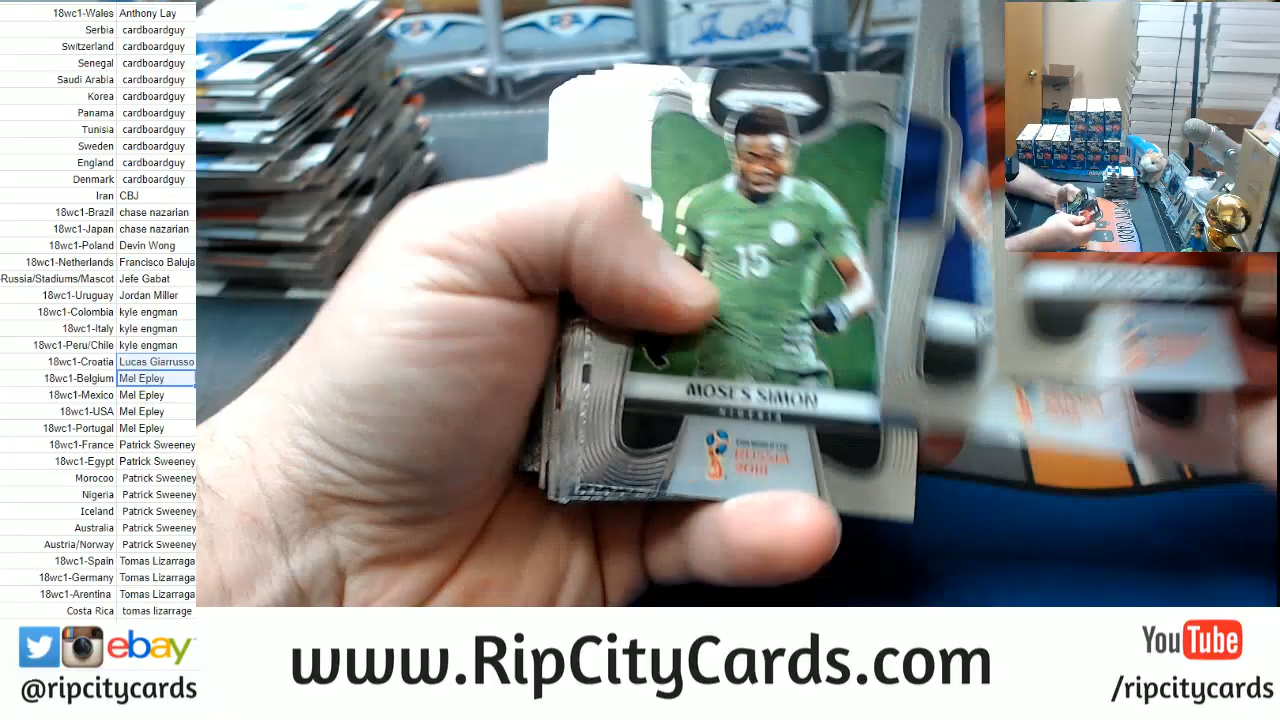 18wc1-Wales Anthony Lay
Serbia cardboardguy
Switzerland cardboardguy
Senegal cardboardguy
Saudi Arabia cardboardguy
Korea cardboardguy
Panama cardboardguy
Tunisia cardboardguy
Sweden cardboardguy
England cardboardguy
Denmark cardboardguy
Iran CBJ
18wc1-Brazil chase nazarian
18wc1-Japan chase nazarian
18wc1-Poland Devin Wong
18wc1-Netherlands Francisco Baluja
-Russia/Stadiums/Mascot Jefe Gabat
18wc1-Uruguay Jordan Miller
18wc1-Colombia kyle engman
18wc1-Italy kyle engman
18wc1-Peru/Chile kyle engman
18wc1-Croatia Lucas Giarrusso
18wc1-Belgium Mel Epley
18wc1-Mexico Mel Epley
18wc1-USA Mel Epley
18wc1-Portugal Mel Epley
18wc1-France Patrick Sweeney
18wc1-Egypt Patrick Sweeney
Morocoo Patrick Sweeney
Nigeria Patrick Sweeney
Iceland Patrick Sweeney
Australia Patrick Sweeney
Austria/Norway Patrick Sweeney
18wc1-Spain Tomas Lizarraga
18wc1-Germany Tomas Lizarraga
18wc1-Arentina Tomas Lizarraga
Costa Rica tomas lizarrage
15
MOSES SIMON
NIGERIA
FIFA WORLD CUP
RUSSIA
2018
ebay
@ripcitycards
www.RipCityCards.com
YouTube
/ripcitycards